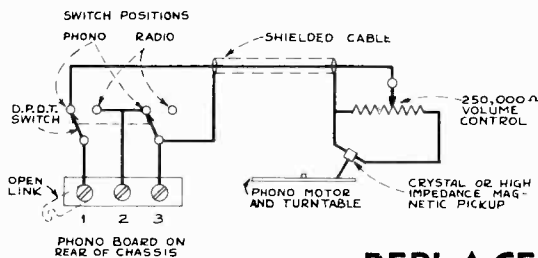 SWITCH POSITIONS
PHONO RADIO
SHIELDED CABLE
D.P.D.T.
SWITCH
250,000 Ω
VOLUME
CONTROL
OPEN
LINK
1 2 3
PHONO BOARD ON
REAR OF CHASSIS
PHONO MOTOR
AND TURNTABLE
CRYSTAL OR HIGH
IMPEDANCE MAG-
NETIC PICKUP